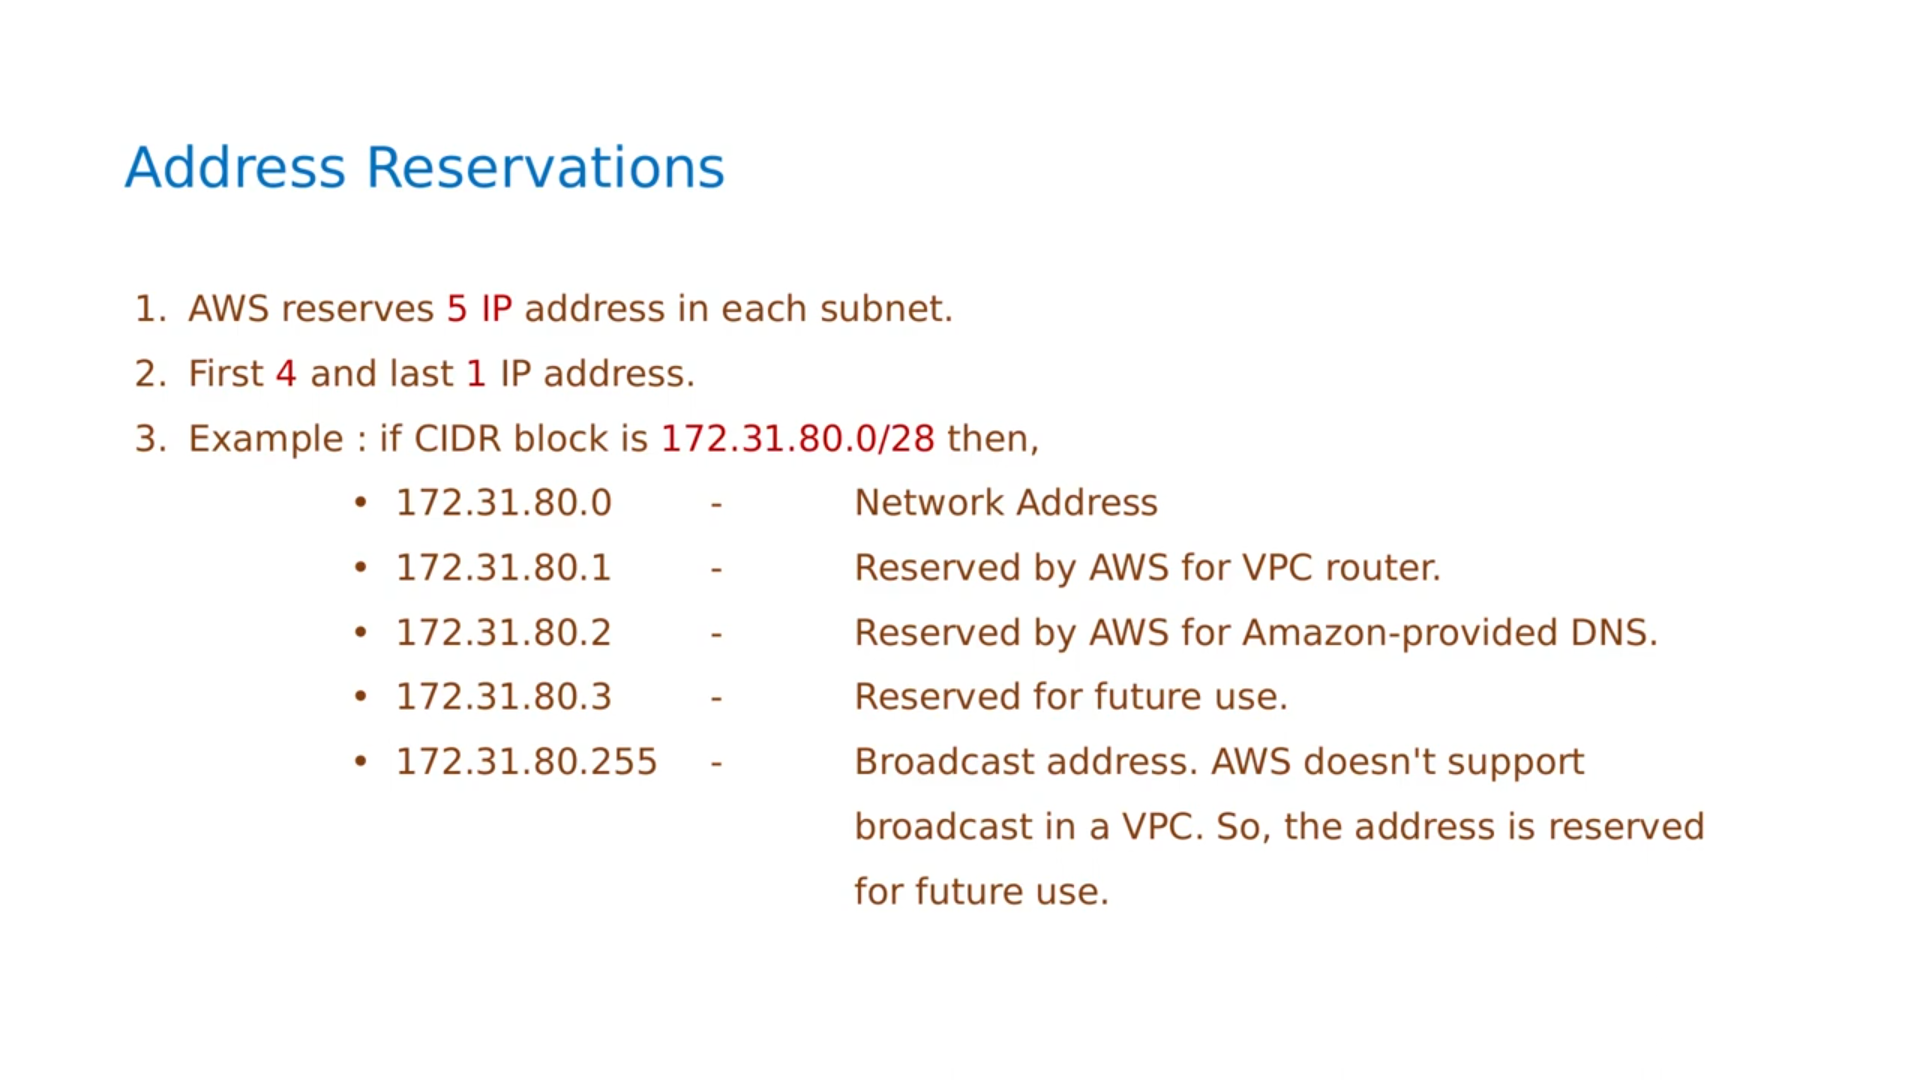 Address Reservations
1. AWS reserves 5 IP address in each subnet.
2. First 4 and last 1 IP address.
3. Example : if CIDR block is 172.31.80.0/28 then,
• 172.31.80.0 - Network Address
• 172.31.80.1 - Reserved by AWS for VPC router.
• 172.31.80.2 - Reserved by AWS for Amazon-provided DNS.
• 172.31.80.3 - Reserved for future use.
• 172.31.80.255 - Broadcast address. AWS doesn't support
broadcast in a VPC. So, the address is reserved
for future use.